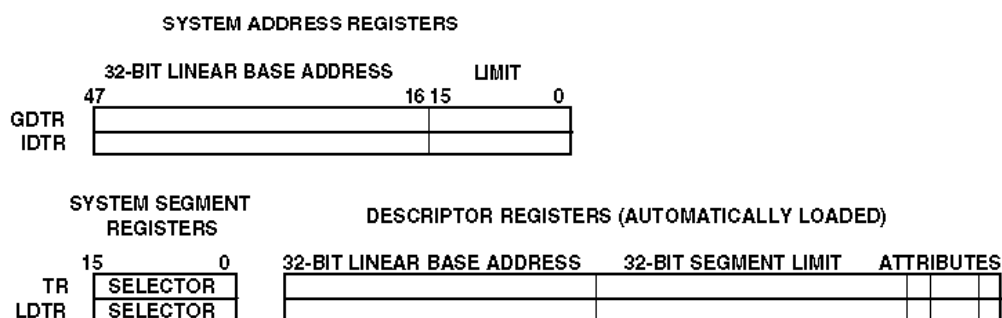 SYSTEM ADDRESS REGISTERS
32-BIT LINEAR BASE ADDRESS LIMIT
47 16 15 0
GDTR
IDTR
SYSTEM SEGMENT
REGISTERS
DESCRIPTOR REGISTERS (AUTOMATICALLY LOADED)
15 0 32-BIT LINEAR BASE ADDRESS 32-BIT SEGMENT LIMIT ATTRIBUTES
TR SELECTOR
LDTR SELECTOR